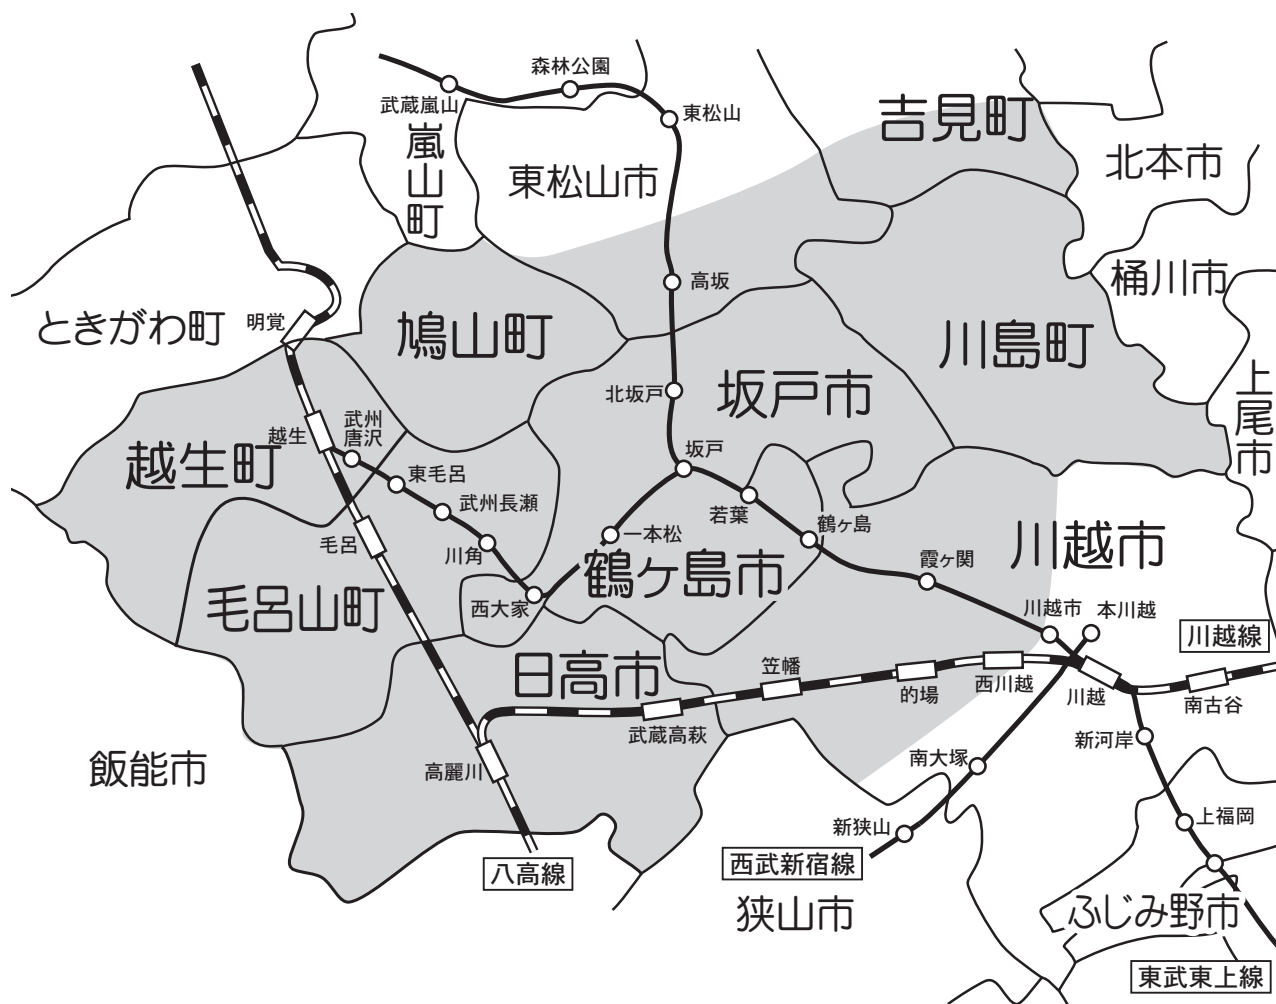 森林公園
武蔵嵐山
東松山
嵐山町
東松山市
吉見町
北本市
桶川市
高坂
ときがわ町
明覚
鳩山町
川島町
上尾市
北坂戸
坂戸市
越生
武州
唐沢
越生町
東毛呂
坂戸
武州長瀬
若葉
鶴ヶ島
毛呂
川角
一本松
鶴ヶ島市
川越市
霞ヶ関
毛呂山町
西大家
川越市
本川越
川越線
日高市
笠幡
的場
西川越
川越
南古谷
武蔵高萩
新河岸
飯能市
高麗川
南大塚
新狭山
上福岡
八高線
西武新宿線
狭山市
ふじみ野市
東武東上線